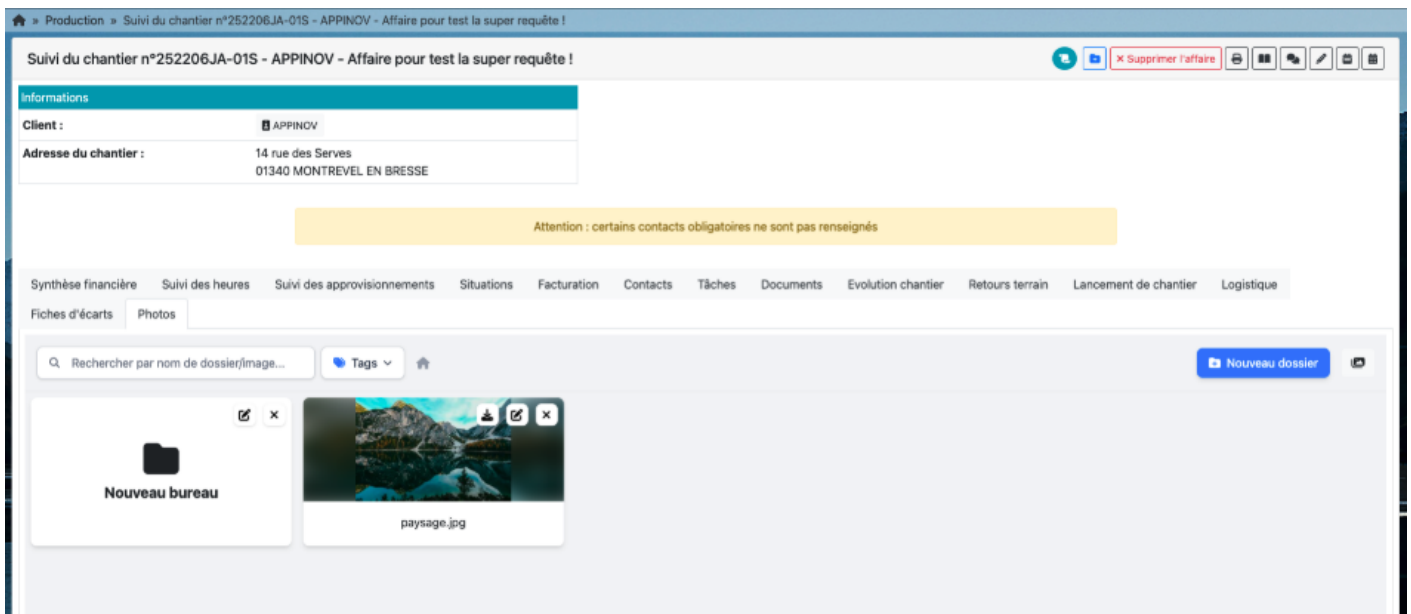 » Production » Suivi du chantier n°252206JA-01S - APPINOV - Affaire pour test la super requête !
Suivi du chantier n°252206JA-01S - APPINOV - Affaire pour test la super requête !
× Supprimer l'affaire
Informations
Client :
APPINOV
Adresse du chantier :
14 rue des Serves
01340 MONTREVEL EN BRESSE
Attention : certains contacts obligatoires ne sont pas renseignés
Synthèse financière Suivi des heures Suivi des approvisionnements Situations Facturation Contacts Tâches Documents Evolution chantier Retours terrain Lancement de chantier Logistique
Fiches d'écarts Photos
Rechercher par nom de dossier/image... Tags Nouveau dossier
Nouveau bureau
paysage.jpg